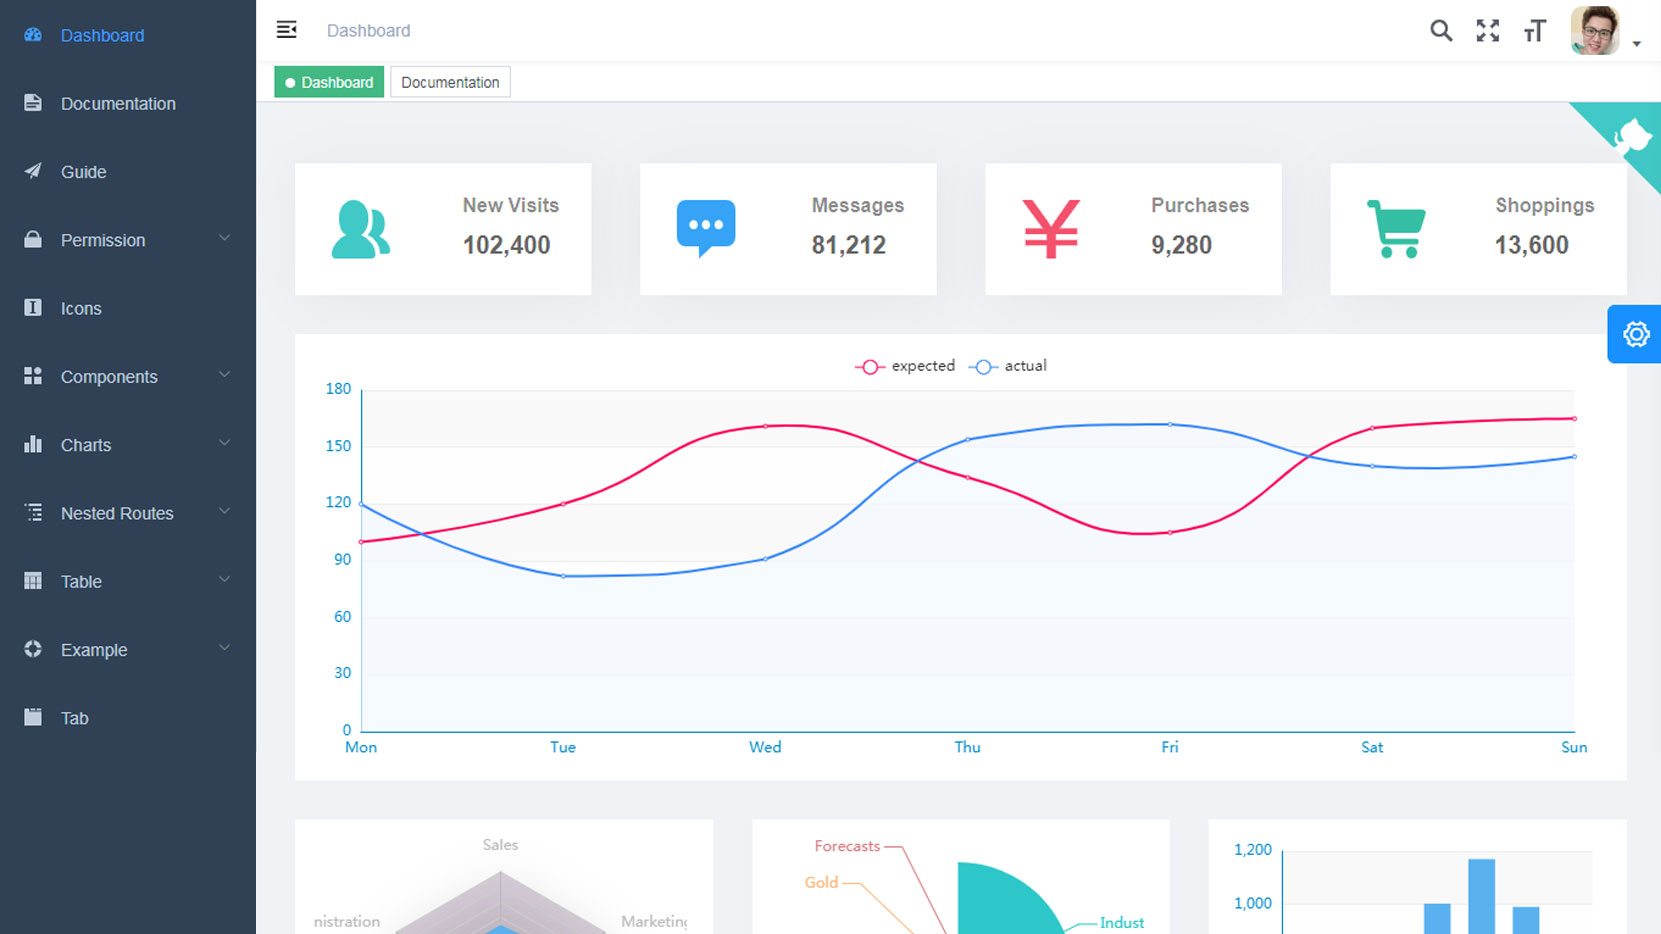 Dashboard
Documentation
Guide
Permission
Icons
Components
Charts
Nested Routes
Table
Example
Tab
Dashboard
Dashboard
Documentation
New Visits
102,400
Messages
81,212
Purchases
9,280
Shoppings
13,600
expected
actual
180
150
120
90
60
30
0
Mon Tue Wed Thu Fri Sat Sun
Sales
nistration
Marketing
Forecasts
Gold
Indust
1,200
1,000